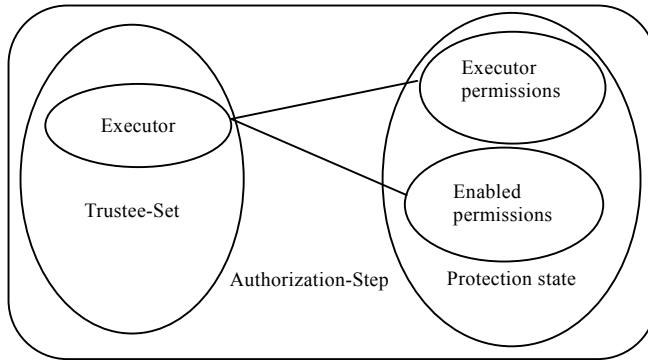 Executor
Trustee-Set
Authorization-Step
Executor
permissions
Enabled
permissions
Protection state